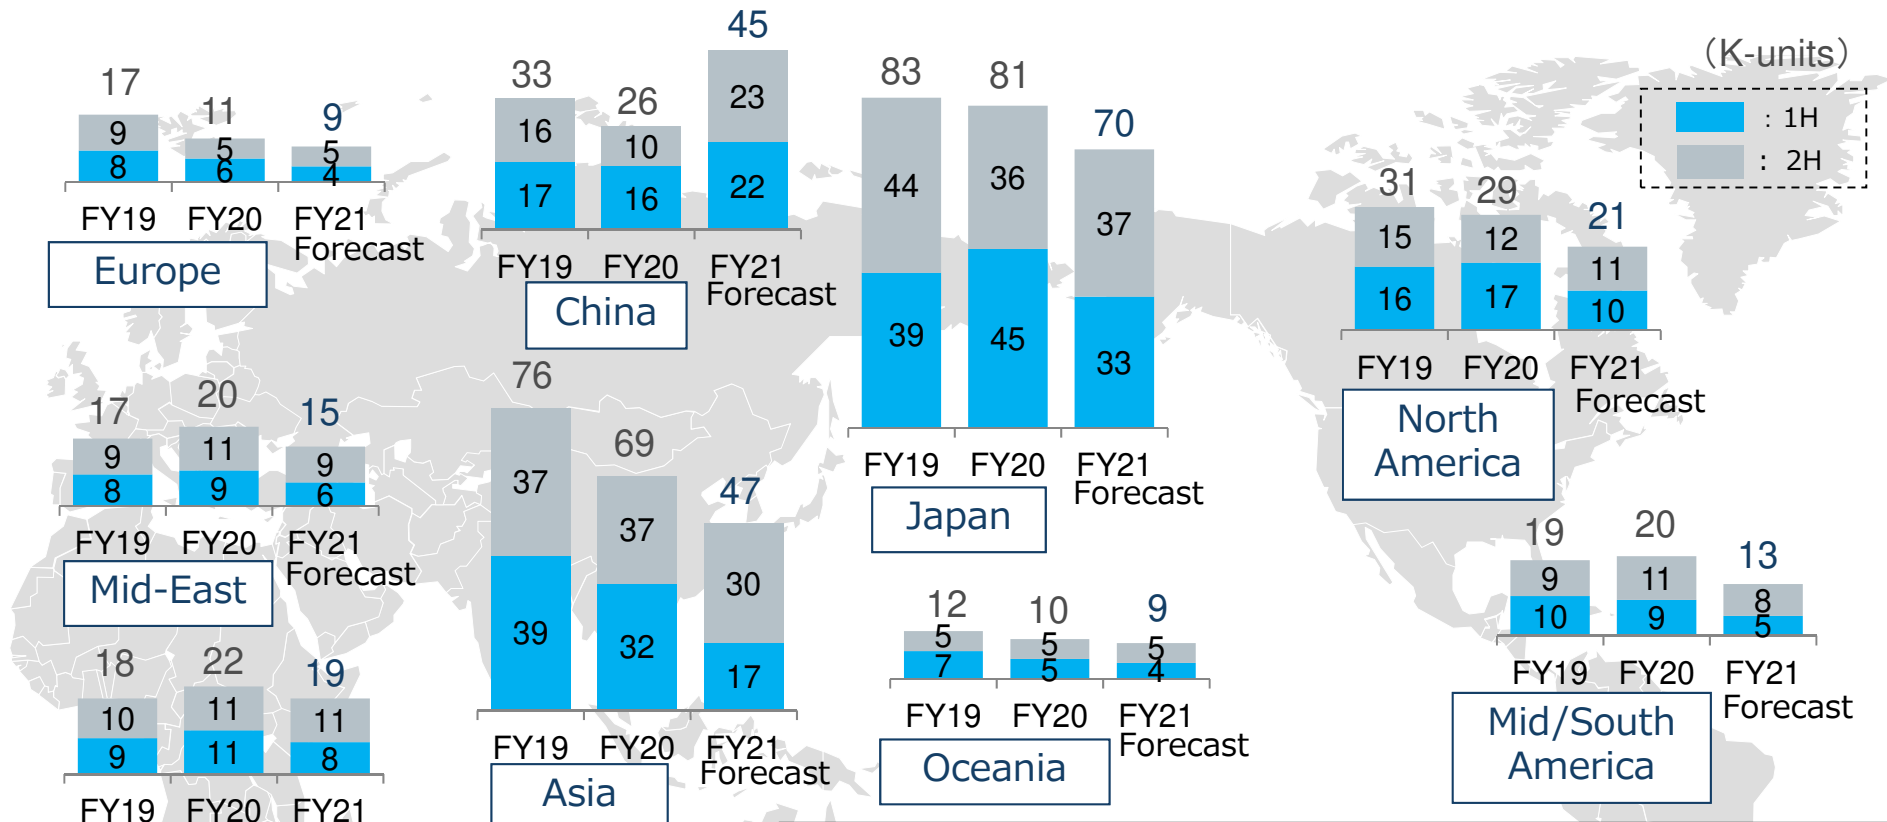 (K-units)
: 1H
: 2H
17
11
9
9
8
5
6
5
4
FY19
FY20
FY21
Forecast
Europe
33
26
45
16
17
10
16
23
22
FY19
FY20
FY21
Forecast
China
83
81
70
44
39
36
45
37
33
FY19
FY20
FY21
Forecast
Japan
31
29
21
15
16
12
17
11
10
FY19
FY20
FY21
Forecast
North
America
17
20
15
9
8
11
9
9
6
FY19
FY20
FY21
Forecast
Mid-East
76
69
47
37
39
37
32
30
17
FY19
FY20
FY21
Forecast
Asia
12
10
9
5
7
5
5
5
4
FY19
FY20
FY21
Forecast
Oceania
19
20
13
9
10
11
9
8
5
FY19
FY20
FY21
Forecast
Mid/South
America
18
22
19
10
9
11
11
11
8
FY19
FY20
FY21